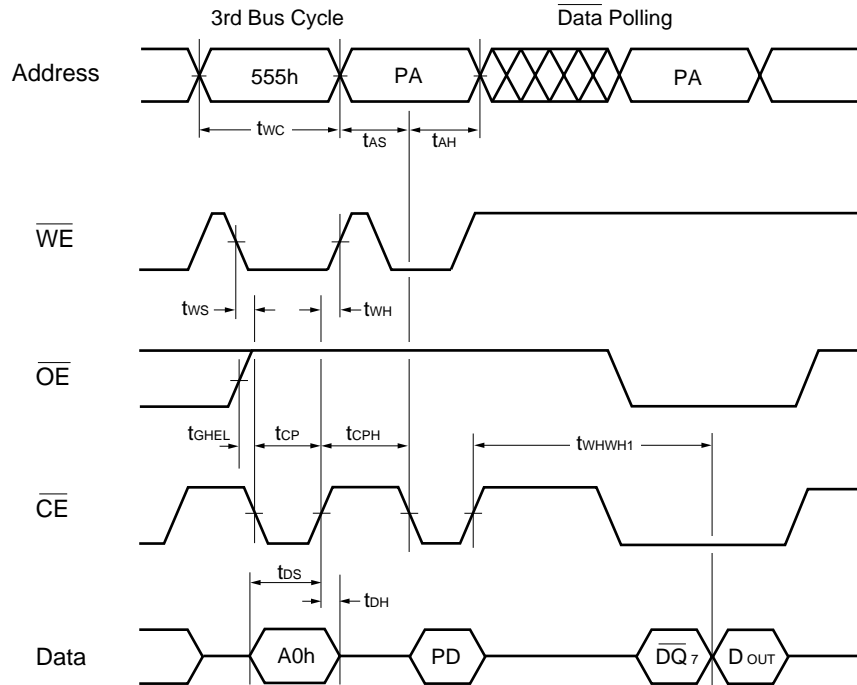 3rd Bus Cycle Data Polling
Address 555h PA PA
tWC tAS tAH
WE
tWS tWH
OE
tGHEL tCP tCPH tWHWH1
CE
tDS
tDH
Data A0h PD DQ7 DOUT